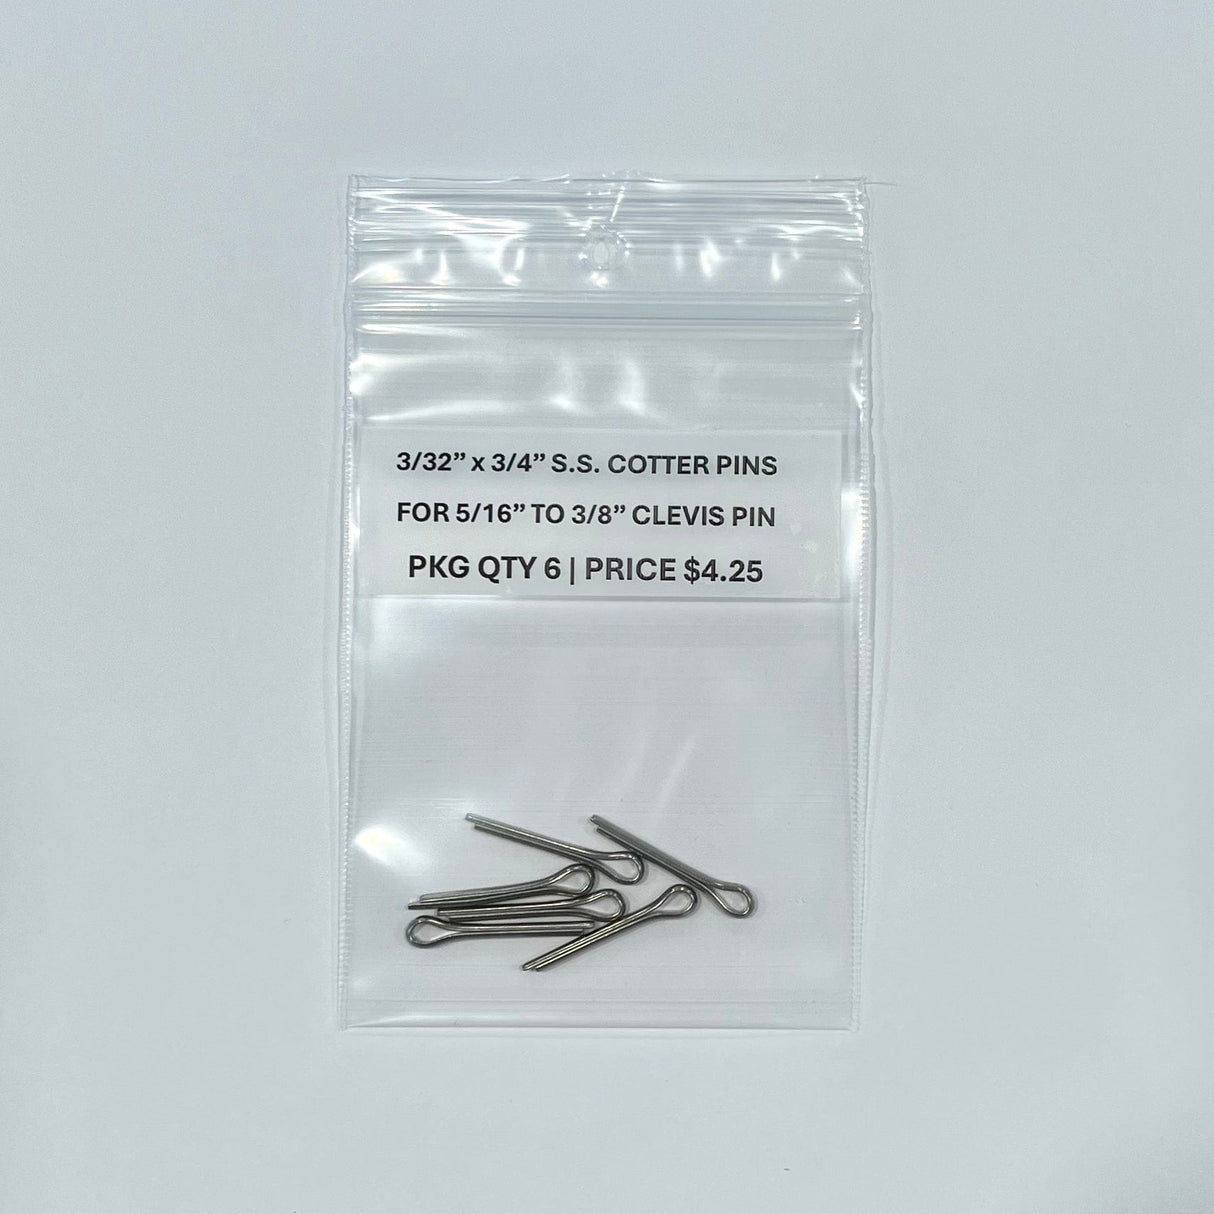 3/32” x 3/4” S.S. COTTER PINS
FOR 5/16” TO 3/8” CLEVIS PIN
PKG QTY 6 | PRICE $4.25